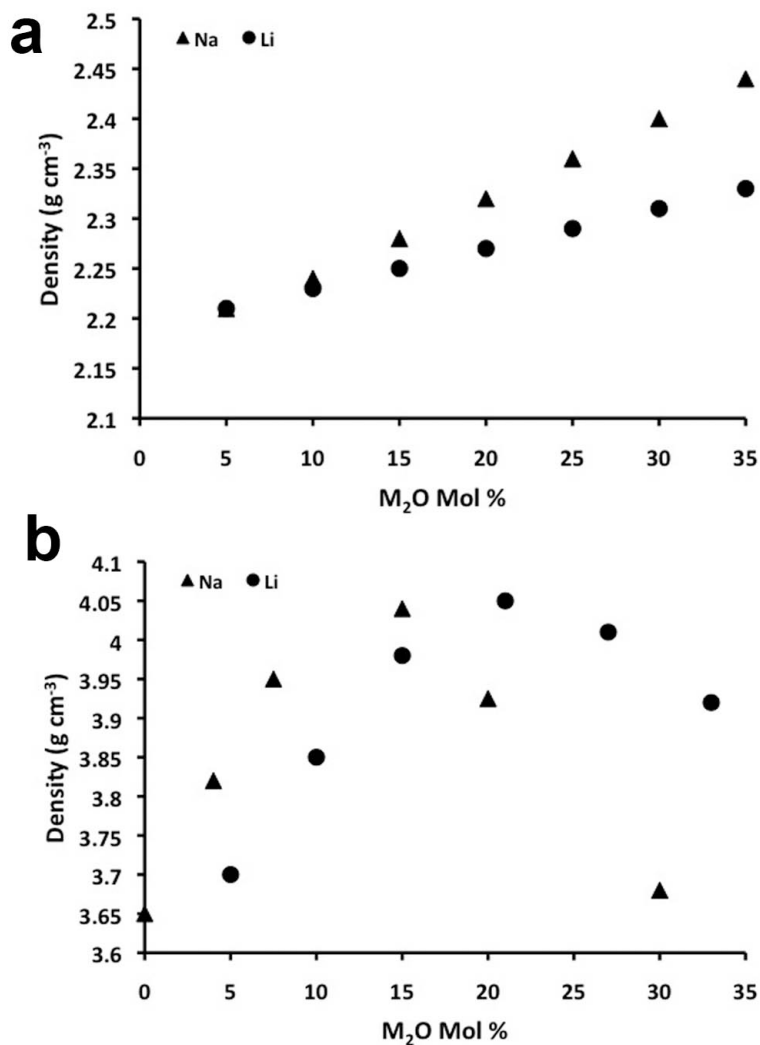 a
2.5
▲ Na ● Li
2.45
2.4
2.35
2.3
2.25
2.2
2.15
2.1
Density (g cm⁻³)
0 5 10 15 20 25 30 35
M₂O Mol %
b
4.1
▲ Na ● Li
4.05
4
3.95
3.9
3.85
3.8
3.75
3.7
3.65
3.6
Density (g cm⁻³)
0 5 10 15 20 25 30 35
M₂O Mol %